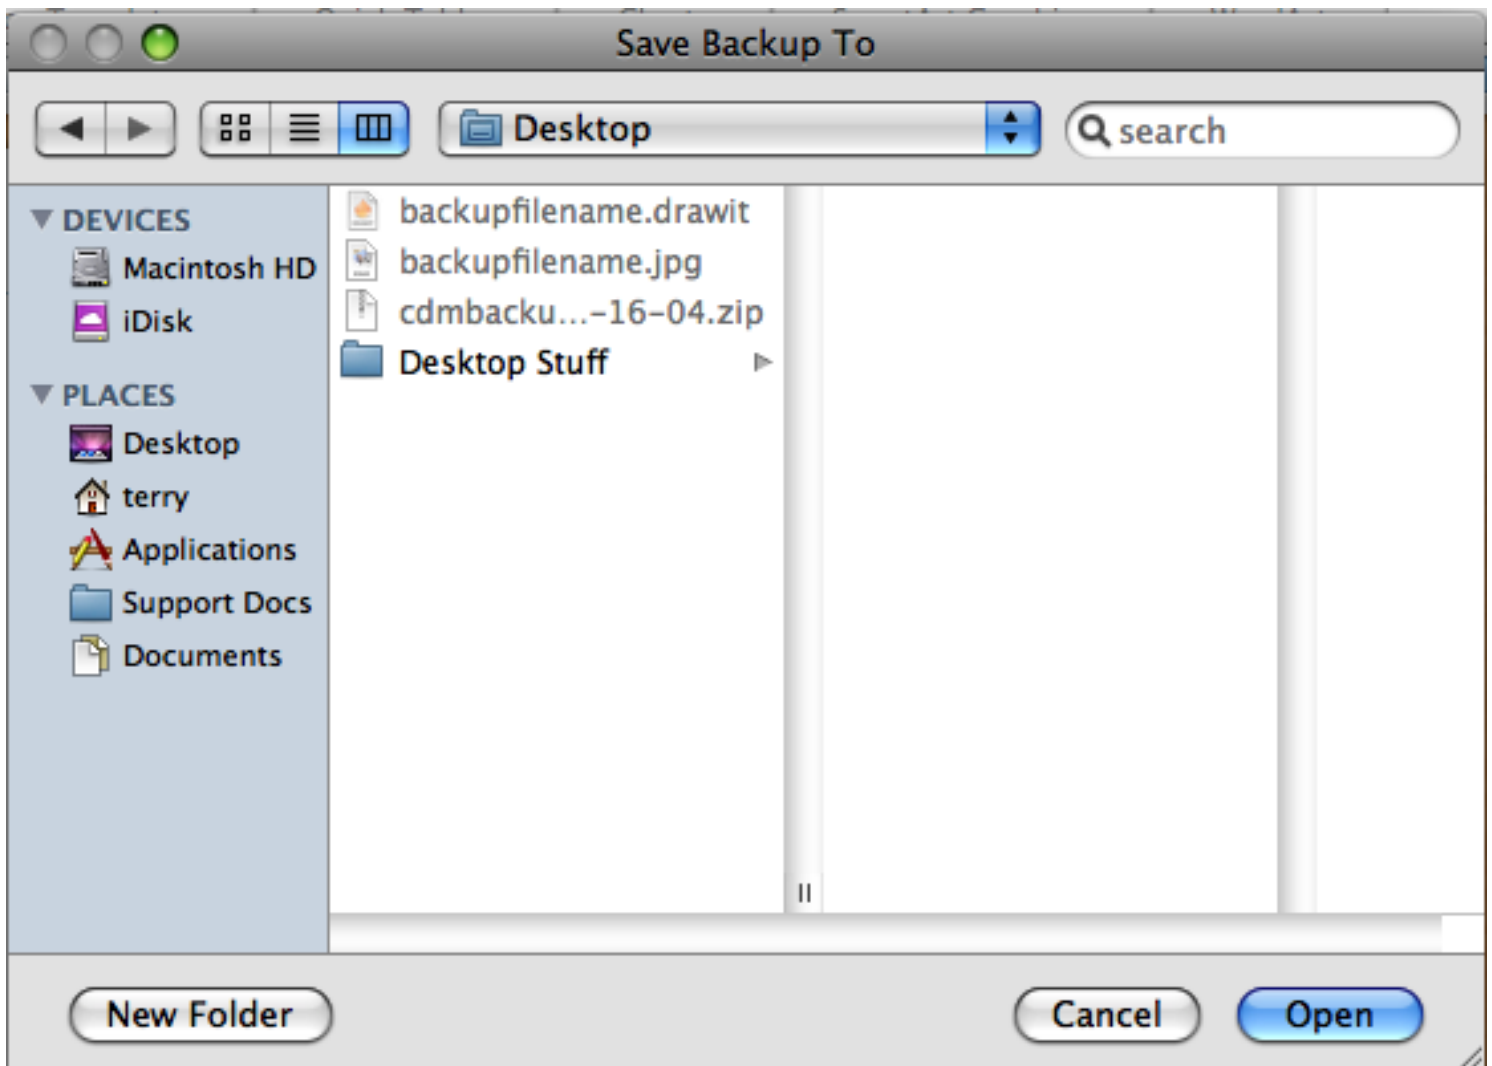 Save Backup To
Desktop
search
DEVICES
Macintosh HD
iDisk
PLACES
Desktop
terry
Applications
Support Docs
Documents
backupfilename.drawit
backupfilename.jpg
cdmbacku...-16-04.zip
Desktop Stuff
New Folder
Cancel
Open